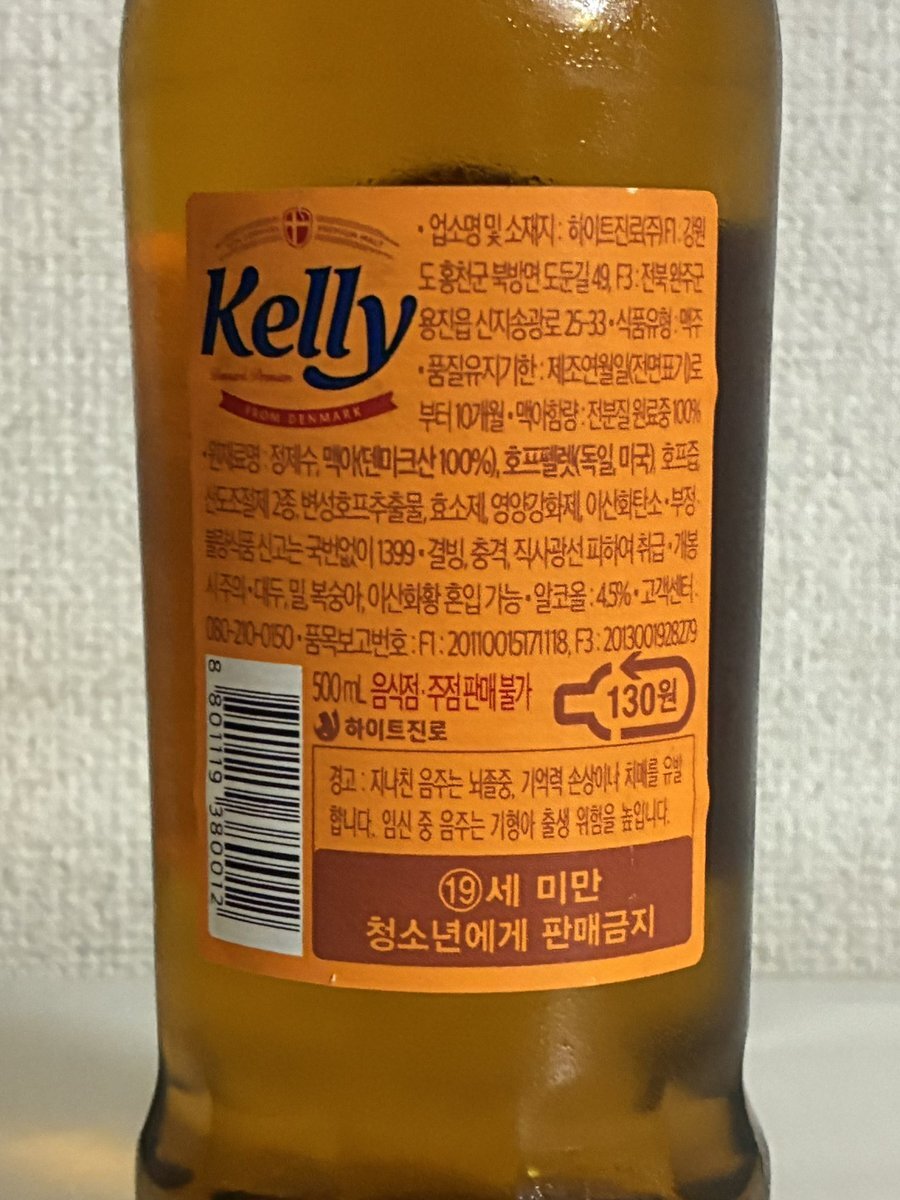 Kelly
FROM DENMARK
• 업소명 및 소재지 : 하이트진로(주) F1 : 강원
도 홍천군 북방면 도둔길 49, F3 : 전북 완주군
용진읍 신지송광로 25-33 • 식품유형 : 맥주
• 품질유지기한 : 제조연월일(전면표기)로
부터 10개월 • 맥아함량 : 전분질 원료중 100%
• 원재료명 : 정제수, 맥아(덴마크산 100%), 호프펠렛(독일, 미국), 호프즙,
산도조절제 2종, 변성호프추출물, 효소제, 영양강화제, 이산화탄소 • 부정·
불량식품 신고는 국번없이 1399 • 결빙, 충격, 직사광선 피하여 취급 • 개봉
시 주의 • 대두, 밀, 복숭아, 이산화황 혼입 가능 • 알코올 : 4.5% • 고객센터 :
080-210-0150 • 품목보고번호 : F1 : 20110015171118, F3 : 2013001928279
500 mL 음식점·주점 판매 불가
130원
하이트진로
8 801119 380012
경고 : 지나친 음주는 뇌졸중, 기억력 손상이나 치매를 유발
합니다. 임신 중 음주는 기형아 출생 위험을 높입니다.
⑲세 미만
청소년에게 판매금지